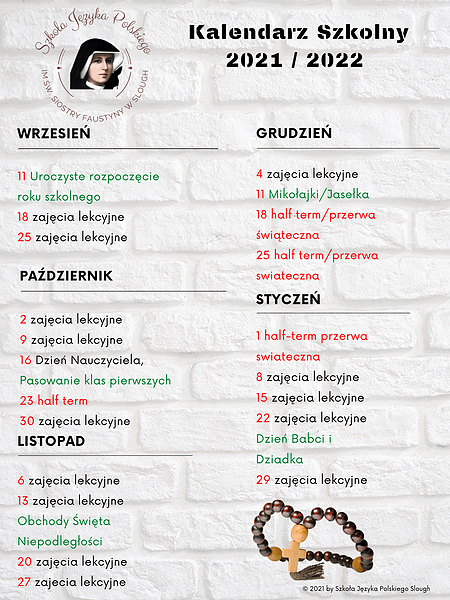 Szkoła Języka Polskiego
IM ŚW. SIOSTRY FAUSTYNY W SLOUGH
Kalendarz Szkolny
2021 / 2022
WRZESIEŃ
11 Uroczyste rozpoczęcie
roku szkolnego
18 zajęcia lekcyjne
25 zajęcia lekcyjne
PAŹDZIERNIK
2 zajęcia lekcyjne
9 zajęcia lekcyjne
16 Dzień Nauczyciela,
Pasowanie klas pierwszych
23 half term
30 zajęcia lekcyjne
LISTOPAD
6 zajęcia lekcyjne
13 zajęcia lekcyjne
Obchody Święta
Niepodległości
20 zajęcia lekcyjne
27 zajecia lekcyjne
GRUDZIEŃ
4 zajęcia lekcyjne
11 Mikołajki/Jasełka
18 half term/przerwa
świąteczna
25 half term/przerwa
swiateczna
STYCZEŃ
1 half-term przerwa
swiateczna
8 zajęcia lekcyjne
15 zajęcia lekcyjne
22 zajęcia lekcyjne
Dzień Babci i
Dziadka
29 zajęcia lekcyjne
© 2021 by Szkoła Języka Polskiego Slough